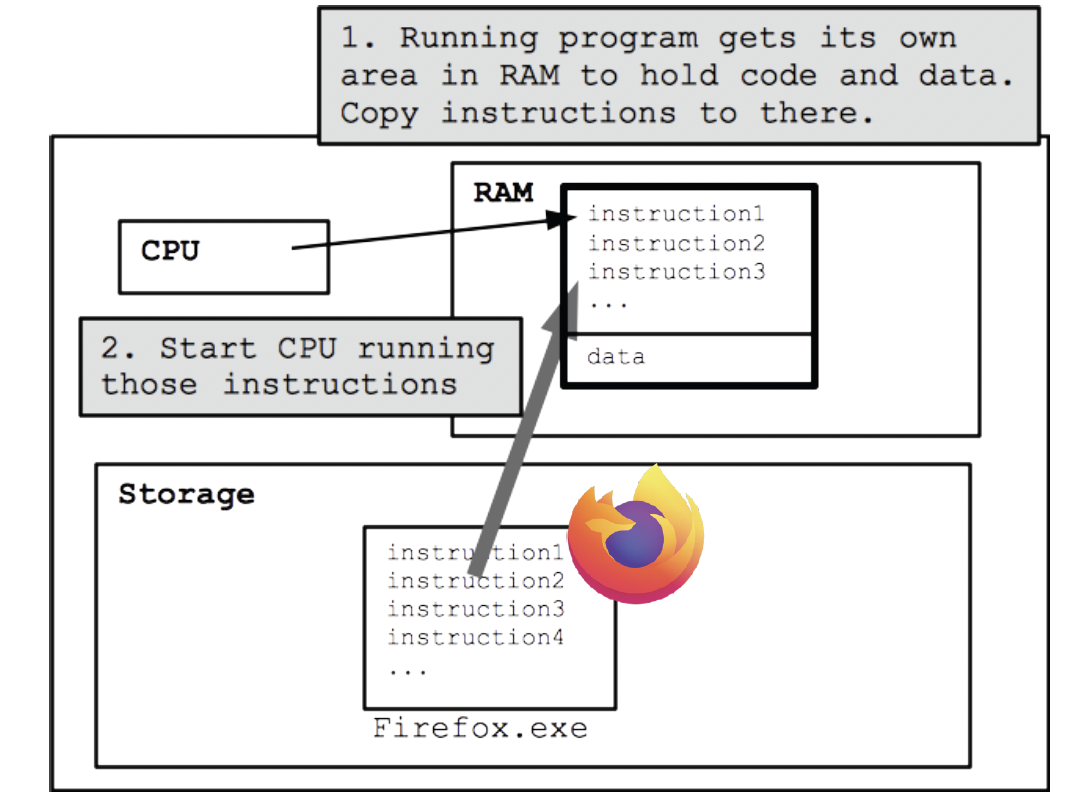 1. Running program gets its own
area in RAM to hold code and data.
Copy instructions to there.
RAM
instruction1
instruction2
instruction3
...
data
CPU
2. Start CPU running
those instructions
Storage
instruction1
instruction2
instruction3
instruction4
...
Firefox.exe